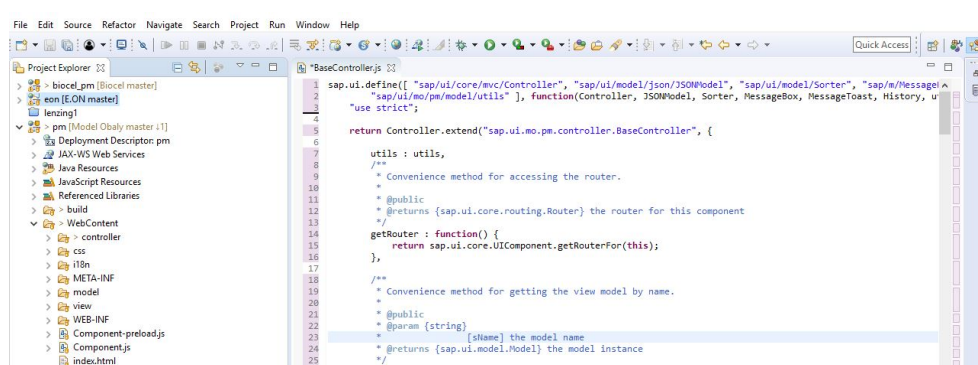 File Edit Source Refactor Navigate Search Project Run Window Help
Quick Access
Project Explorer
> biocel_pm [Biocel master]
eon [E.ON master]
lenzing1
> pm [Model Obaly master ↓1]
Deployment Descriptor: pm
JAX-WS Web Services
Java Resources
JavaScript Resources
Referenced Libraries
> build
> WebContent
> controller
css
i18n
META-INF
model
view
WEB-INF
Component-preload.js
Component.js
index.html
*BaseController.js
1 sap.ui.define([ "sap/ui/core/mvc/Controller", "sap/ui/model/json/JSONModel", "sap/ui/model/Sorter", "sap/m/Message
2 "sap/ui/mo/pm/model/utils" ], function(Controller, JSONModel, Sorter, MessageBox, MessageToast, History, u
3 "use strict";
4
5 return Controller.extend("sap.ui.mo.pm.controller.BaseController", {
6
7 utils : utils,
8 /**
9 * Convenience method for accessing the router.
10 *
11 * @public
12 * @returns {sap.ui.core.routing.Router} the router for this component
13 */
14 getRouter : function() {
15 return sap.ui.core.UIComponent.getRouterFor(this);
16 },
17
18 /**
19 * Convenience method for getting the view model by name.
20 *
21 * @public
22 * @param {string}
23 * [sName] the model name
24 * @returns {sap.ui.model.Model} the model instance
25 */